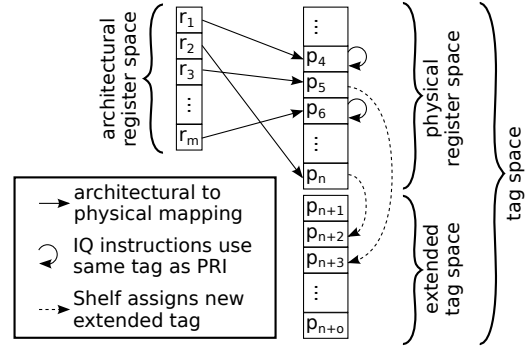 architectural
register space
r1
r2
r3
⋮
rm
⋮
p4
p5
p6
⋮
pn
pn+1
pn+2
pn+3
⋮
pn+o
physical
register space
extended
tag space
tag space
architectural to
physical mapping
IQ instructions use
same tag as PRI
Shelf assigns new
extended tag